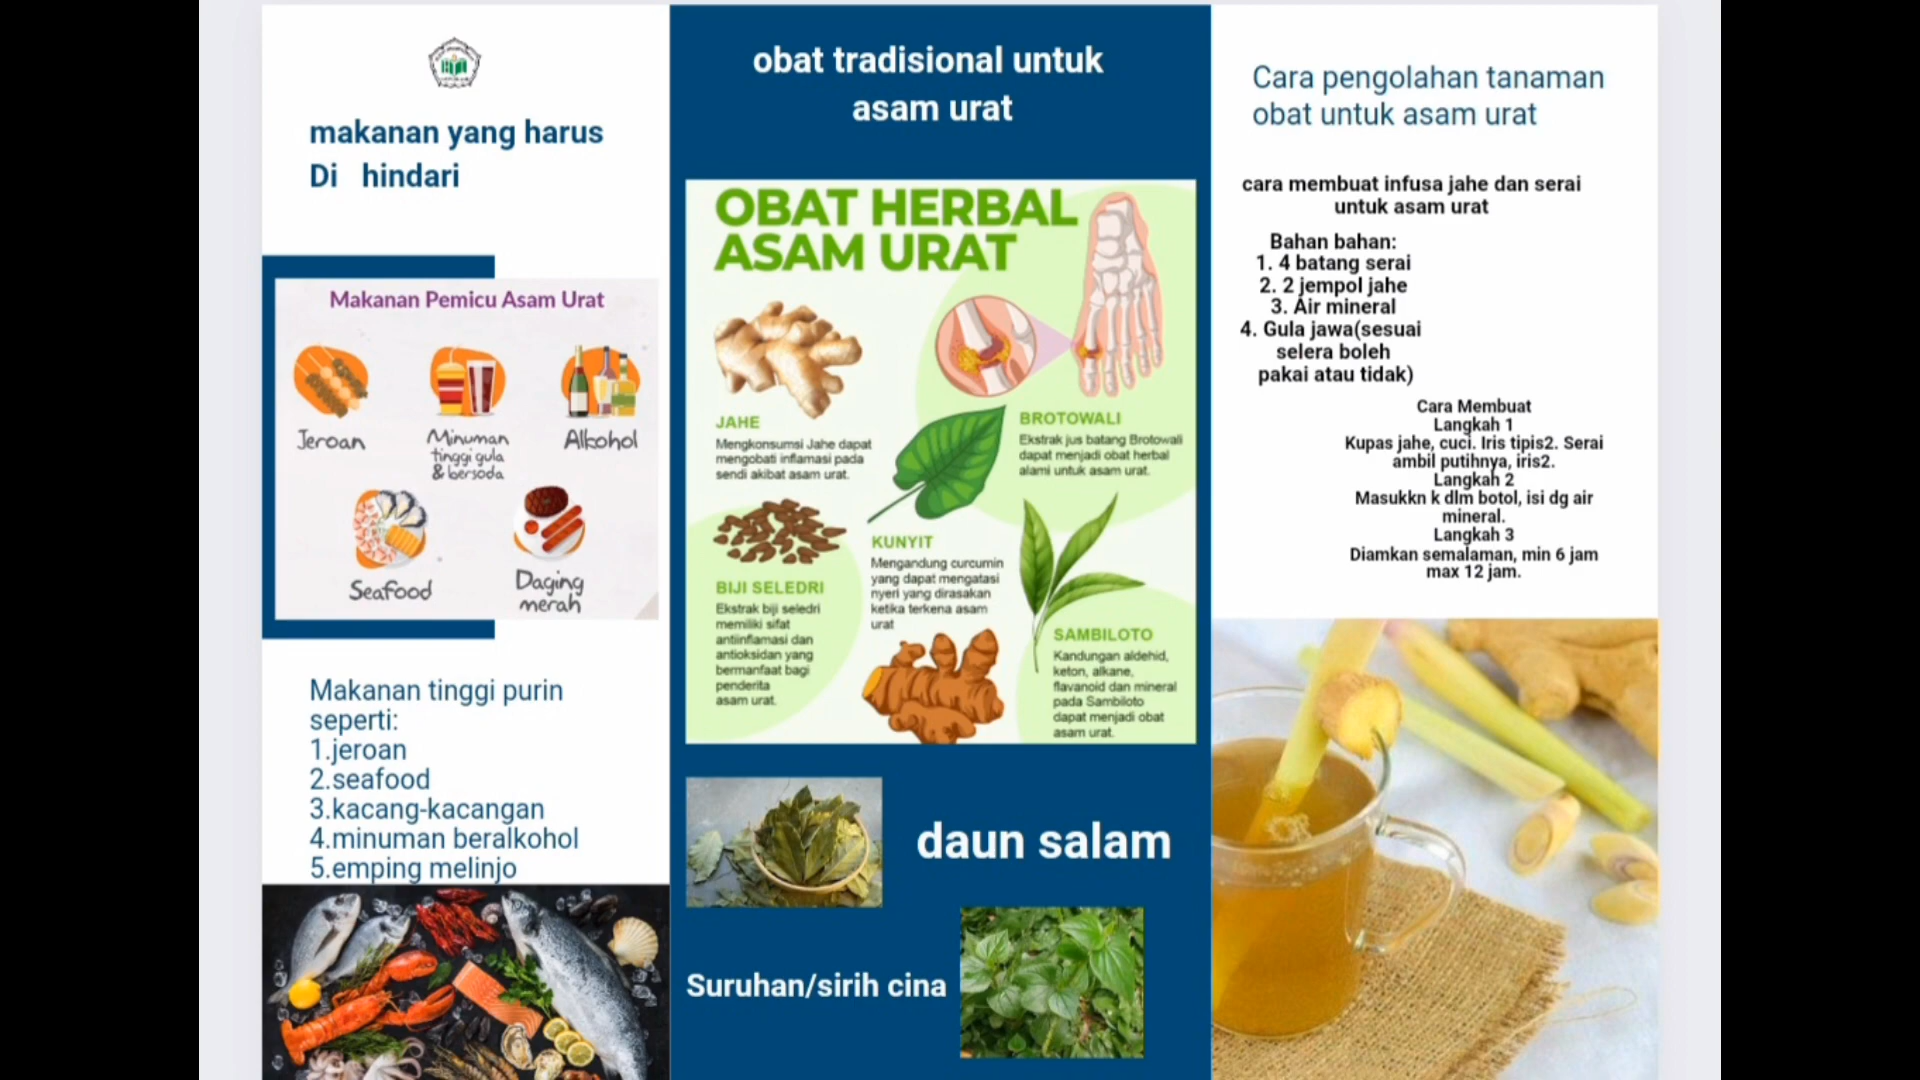 makanan yang harus
Di hindari
Makanan Pemicu Asam Urat
Jeroan
Minuman
tinggi gula
& bersoda
Alkohol
Seafood
Daging
merah
Makanan tinggi purin
seperti:
1.jeroan
2.seafood
3.kacang-kacangan
4.minuman beralkohol
5.emping melinjo
obat tradisional untuk
asam urat
OBAT HERBAL
ASAM URAT
JAHE
Mengkonsumsi Jahe dapat
mengobati inflamasi pada
sendi akibat asam urat.
BROTOWALI
Ekstrak jus batang Brotowali
dapat menjadi obat herbal
alami untuk asam urat.
KUNYIT
Mengandung curcumin
yang dapat mengatasi
nyeri yang dirasakan
ketika terkena asam
urat
BIJI SELEDRI
Ekstrak biji seledri
memiliki sifat
antiinflamasi dan
antioksidan yang
bermanfaat bagi
penderita
asam urat.
SAMBILOTO
Kandungan aldehid,
keton, alkane,
flavanoid dan mineral
pada Sambiloto
dapat menjadi obat
asam urat.
daun salam
Suruhan/sirih cina
Cara pengolahan tanaman
obat untuk asam urat
cara membuat infusa jahe dan serai
untuk asam urat
Bahan bahan:
1. 4 batang serai
2. 2 jempol jahe
3. Air mineral
4. Gula jawa(sesuai
selera boleh
pakai atau tidak)
Cara Membuat
Langkah 1
Kupas jahe, cuci. Iris tipis2. Serai
ambil putihnya, iris2.
Langkah 2
Masukkn k dlm botol, isi dg air
mineral.
Langkah 3
Diamkan semalaman, min 6 jam
max 12 jam.